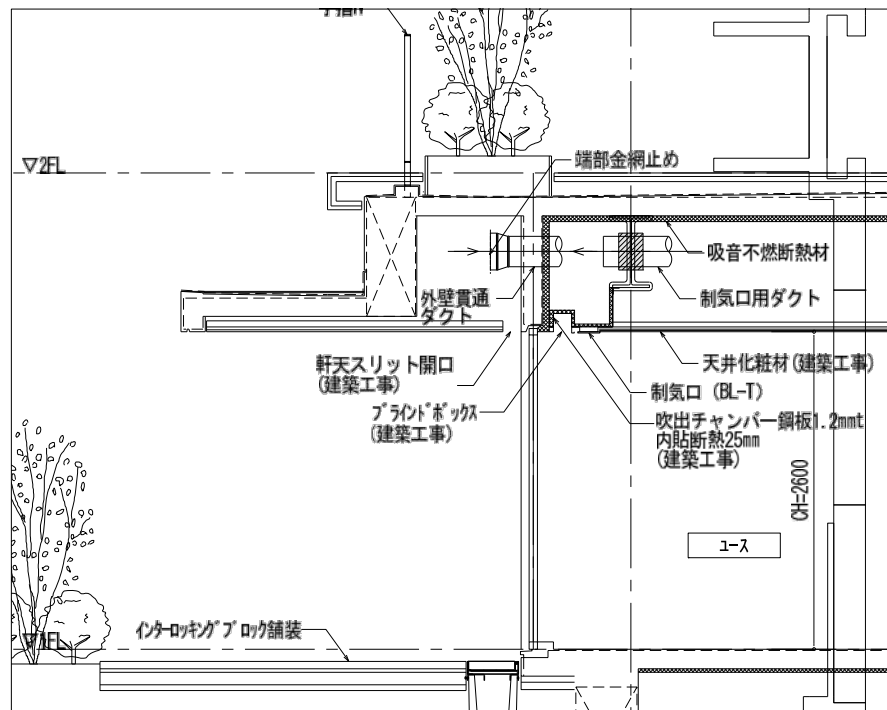 ▽2FL
端部金網止め
吸音不燃断熱材
外壁貫通
ダクト
制気口用ダクト
軒天スリット開口
(建築工事)
天井化粧材(建築工事)
制気口 (BL-T)
ブラインドボックス
(建築工事)
吹出チャンバー鋼板1.2mmt
内貼断熱25mm
(建築工事)
CH=2600
ユース
インターロッキングブロック舗装
▽1FL